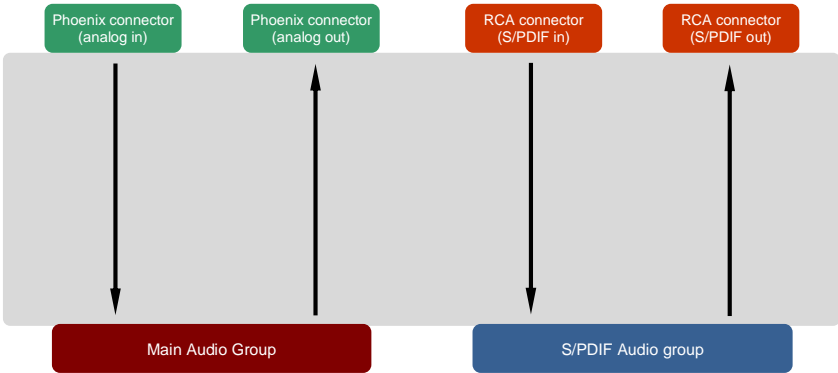 Phoenix connector
(analog in)
Phoenix connector
(analog out)
RCA connector
(S/PDIF in)
RCA connector
(S/PDIF out)
Main Audio Group
S/PDIF Audio group